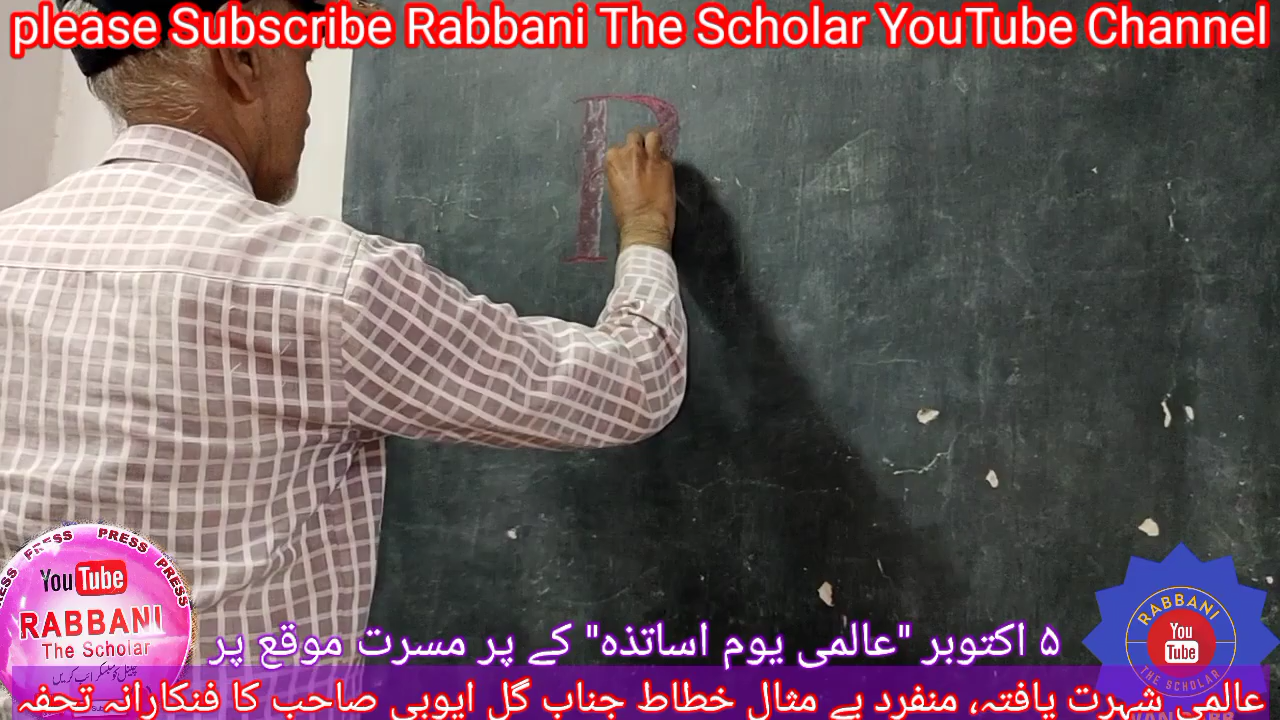 please Subscribe Rabbani The Scholar YouTube Channel
P
PRESS PRESS PRESS PRESS
YouTube
RABBANI
The Scholar
RABBANI
You
Tube
THE SCHOLAR
۵ اکتوبر "عالمی یوم اساتذہ" کے پر مسرت موقع پر
عالمی شہرت یافتہ، منفرد بے مثال خطاط جناب گل ایوبی صاحب کا فنکارانہ تحفہ